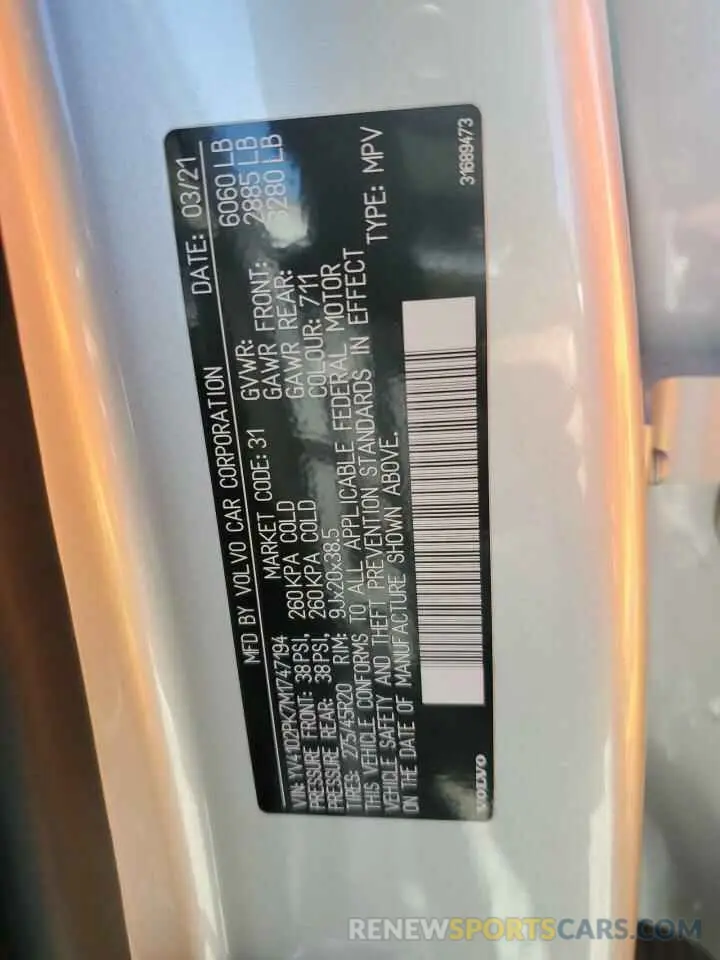 MFD BY VOLVO CAR CORPORATION DATE: 03/21
VIN: YV4102PK7M1747194 MARKET CODE: 31 GVWR: 6060 LB
PRESSURE FRONT: 38PSI, 260KPA COLD GAWR FRONT: 2885 LB
PRESSURE REAR: 38PSI, 260KPA COLD GAWR REAR: 3280 LB
TIRES: 275/45R20 RIM: 9Jx20x38.5 COLOUR: 711
THIS VEHICLE CONFORMS TO ALL APPLICABLE FEDERAL MOTOR
VEHICLE SAFETY AND THEFT PREVENTION STANDARDS IN EFFECT
ON THE DATE OF MANUFACTURE SHOWN ABOVE. TYPE: MPV
VOLVO 31689473
RENEWSPORTSCARS.COM